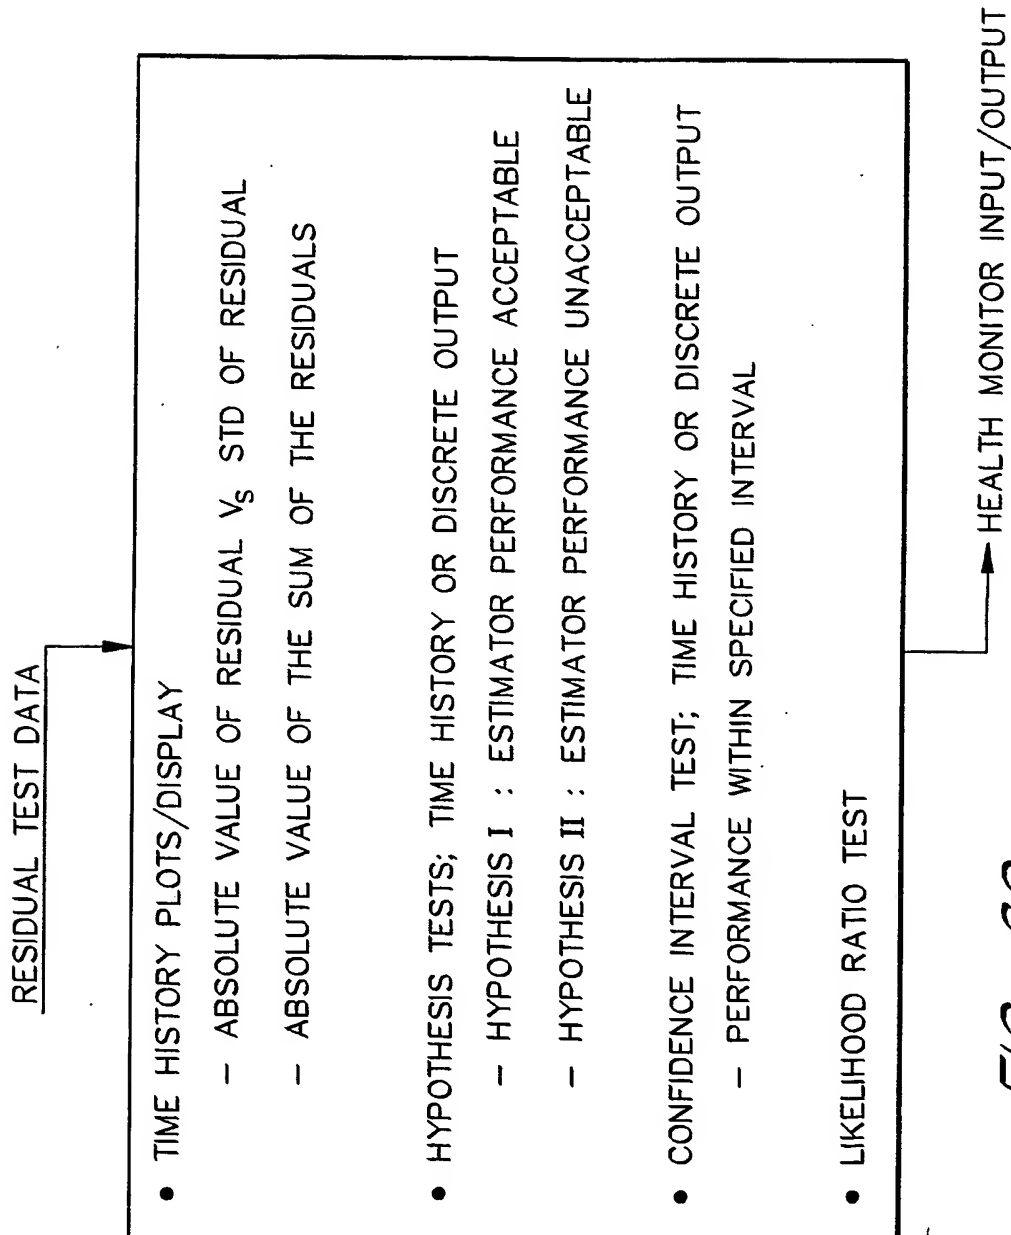 RESIDUAL TEST DATA
• TIME HISTORY PLOTS/DISPLAY
– ABSOLUTE VALUE OF RESIDUAL VS STD OF RESIDUAL
– ABSOLUTE VALUE OF THE SUM OF THE RESIDUALS
• HYPOTHESIS TESTS; TIME HISTORY OR DISCRETE OUTPUT
– HYPOTHESIS I : ESTIMATOR PERFORMANCE ACCEPTABLE
– HYPOTHESIS II : ESTIMATOR PERFORMANCE UNACCEPTABLE
• CONFIDENCE INTERVAL TEST; TIME HISTORY OR DISCRETE OUTPUT
– PERFORMANCE WITHIN SPECIFIED INTERVAL
• LIKELIHOOD RATIO TEST
HEALTH MONITOR INPUT/OUTPUT